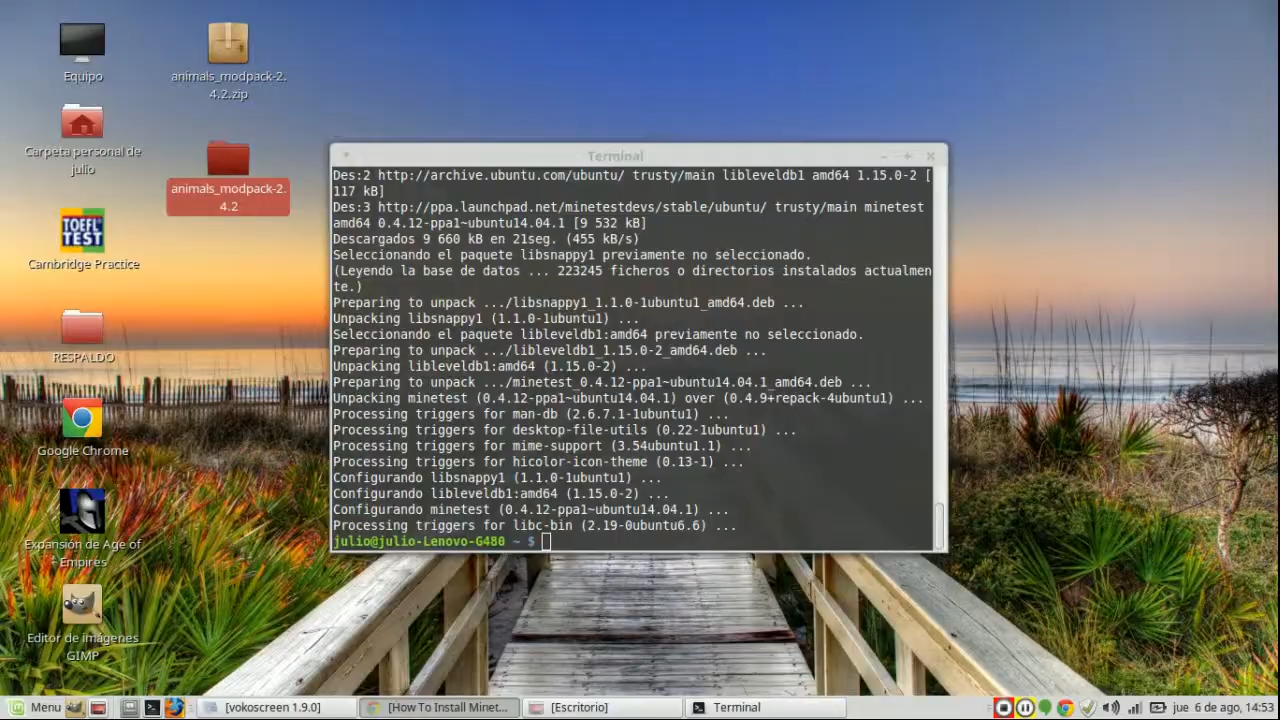 Equipo
animals_modpack-2.
4.2.zip
Carpeta personal de
julio
animals_modpack-2.
4.2
TOEFL
TEST
Cambridge Practice
RESPALDO
Google Chrome
Expansión de Age of
Empires
Editor de imágenes
GIMP
Terminal
Des:2 http://archive.ubuntu.com/ubuntu/ trusty/main libleveldb1 amd64 1.15.0-2 [
117 kB]
Des:3 http://ppa.launchpad.net/minetestdevs/stable/ubuntu/ trusty/main minetest
amd64 0.4.12-ppa1~ubuntu14.04.1 [9 532 kB]
Descargados 9 660 kB en 21seg. (455 kB/s)
Seleccionando el paquete libsnappy1 previamente no seleccionado.
(Leyendo la base de datos ... 223245 ficheros o directorios instalados actualmen
te.)
Preparing to unpack .../libsnappy1_1.1.0-1ubuntu1_amd64.deb ...
Unpacking libsnappy1 (1.1.0-1ubuntu1) ...
Seleccionando el paquete libleveldb1:amd64 previamente no seleccionado.
Preparing to unpack .../libleveldb1_1.15.0-2_amd64.deb ...
Unpacking libleveldb1:amd64 (1.15.0-2) ...
Preparing to unpack .../minetest_0.4.12-ppa1~ubuntu14.04.1_amd64.deb ...
Unpacking minetest (0.4.12-ppa1~ubuntu14.04.1) over (0.4.9+repack-4ubuntu1) ...
Processing triggers for man-db (2.6.7.1-1ubuntu1) ...
Processing triggers for desktop-file-utils (0.22-1ubuntu1) ...
Processing triggers for mime-support (3.54ubuntu1.1) ...
Processing triggers for hicolor-icon-theme (0.13-1) ...
Configurando libsnappy1 (1.1.0-1ubuntu1) ...
Configurando libleveldb1:amd64 (1.15.0-2) ...
Configurando minetest (0.4.12-ppa1~ubuntu14.04.1) ...
Processing triggers for libc-bin (2.19-0ubuntu6.6) ...
julio@julio-Lenovo-G480 ~ $
Menu
[vokoscreen 1.9.0]
[How To Install Minet...
[Escritorio]
Terminal
jue 6 de ago, 14:53